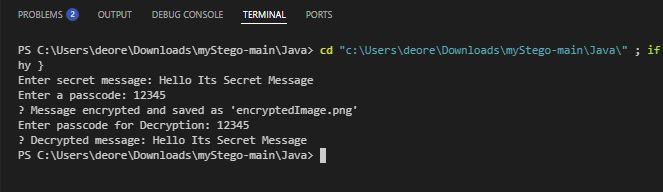 PROBLEMS 2 OUTPUT DEBUG CONSOLE TERMINAL PORTS
PS C:\Users\deore\Downloads\myStego-main\Java> cd "c:\Users\deore\Downloads\myStego-main\Java\" ; if
hy }
Enter secret message: Hello Its Secret Message
Enter a passcode: 12345
? Message encrypted and saved as 'encryptedImage.png'
Enter passcode for Decryption: 12345
? Decrypted message: Hello Its Secret Message
PS C:\Users\deore\Downloads\myStego-main\Java>